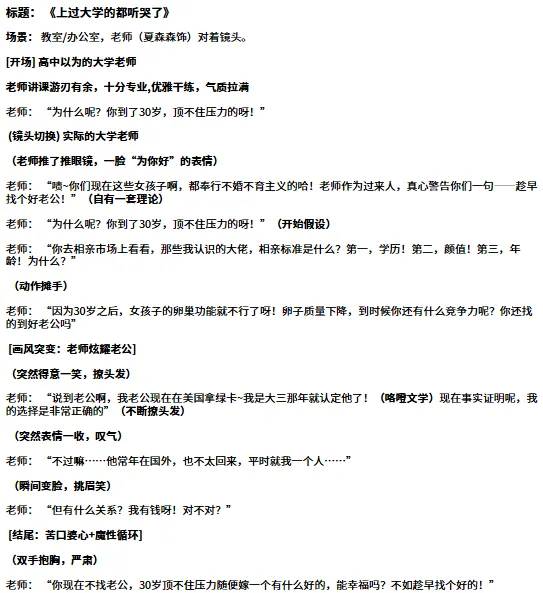 标题： 《上过大学的都听哭了》
场景： 教室/办公室，老师（夏森森饰）对着镜头。
[开场] 高中以为的大学老师
老师讲课游刃有余，十分专业,优雅干练，气质拉满
老师： “为什么呢？你到了30岁，顶不住压力的呀！”
(镜头切换) 实际的大学老师
（老师推了推眼镜，一脸“为你好”的表情）
老师： “啧~你们现在这些女孩子啊，都奉行不婚不育主义的哈！老师作为过来人，真心警告你们一句——趁早
找个好老公！”（自有一套理论）
老师： “为什么呢？你到了30岁，顶不住压力的呀！”（开始假设）
老师： “你去相亲市场上看看，那些我认识的大佬，相亲标准是什么？第一，学历！第二，颜值！第三，年
龄！为什么？”
（动作摊手）
老师： “因为30岁之后，女孩子的卵巢功能就不行了呀！卵子质量下降，到时候你还有什么竞争力呢？你还找
的到好老公吗”
[画风突变：老师炫耀老公]
（突然得意一笑，撩头发）
老师： “说到老公啊，我老公现在在美国拿绿卡~我是大三那年就认定他了！（咯噔文学）现在事实证明呢，我
的选择是非常正确的”（不断撩头发）
（突然表情一收，叹气）
老师： “不过嘛……他常年在国外，也不太回来，平时就我一个人……”
（瞬间变脸，挑眉笑）
老师： “但有什么关系？我有钱呀！对不对？”
[结尾：苦口婆心+魔性循环]
（双手抱胸，严肃）
老师： “你现在不找老公，30岁顶不住压力随便嫁一个有什么好的，能幸福吗？不如趁早找个好的！”